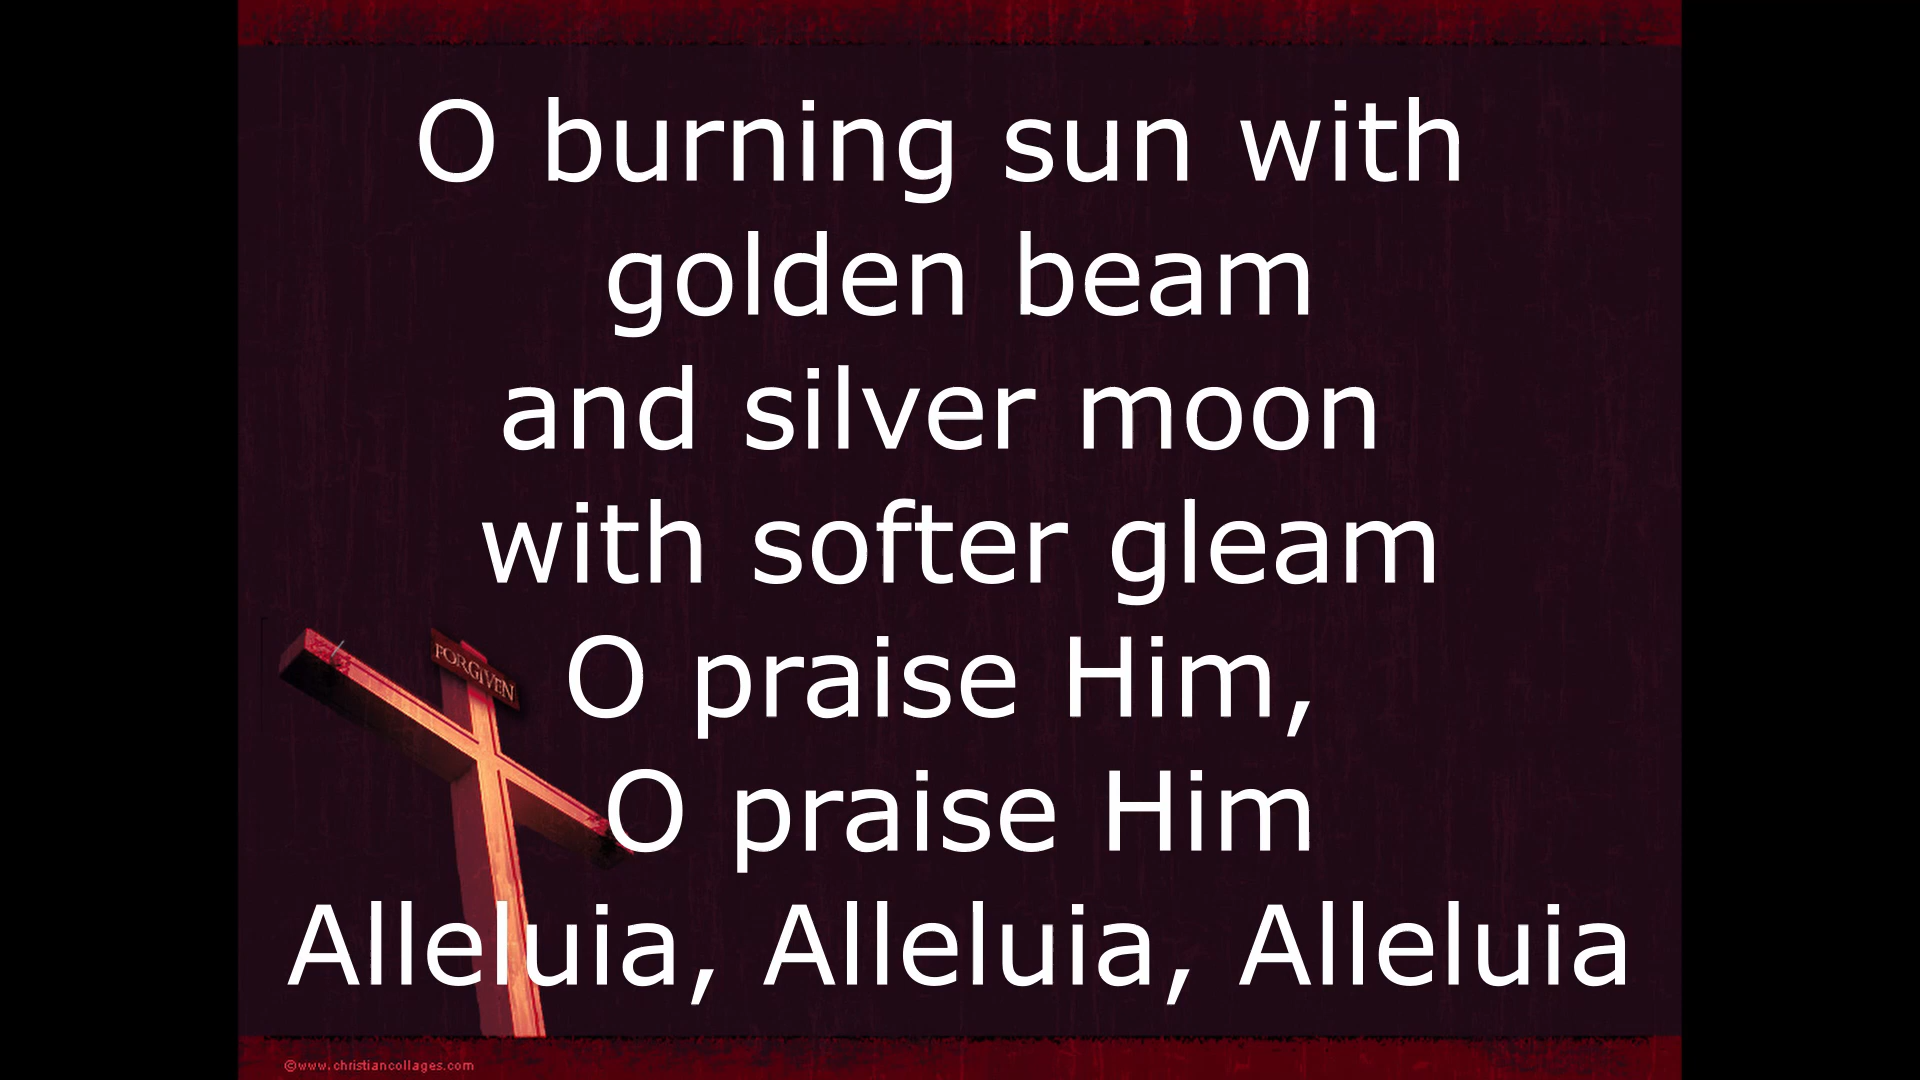 O burning sun with
golden beam
and silver moon
with softer gleam
FORGIVEN
O praise Him,
O praise Him
Alleluia, Alleluia, Alleluia
©www.christiancollages.com